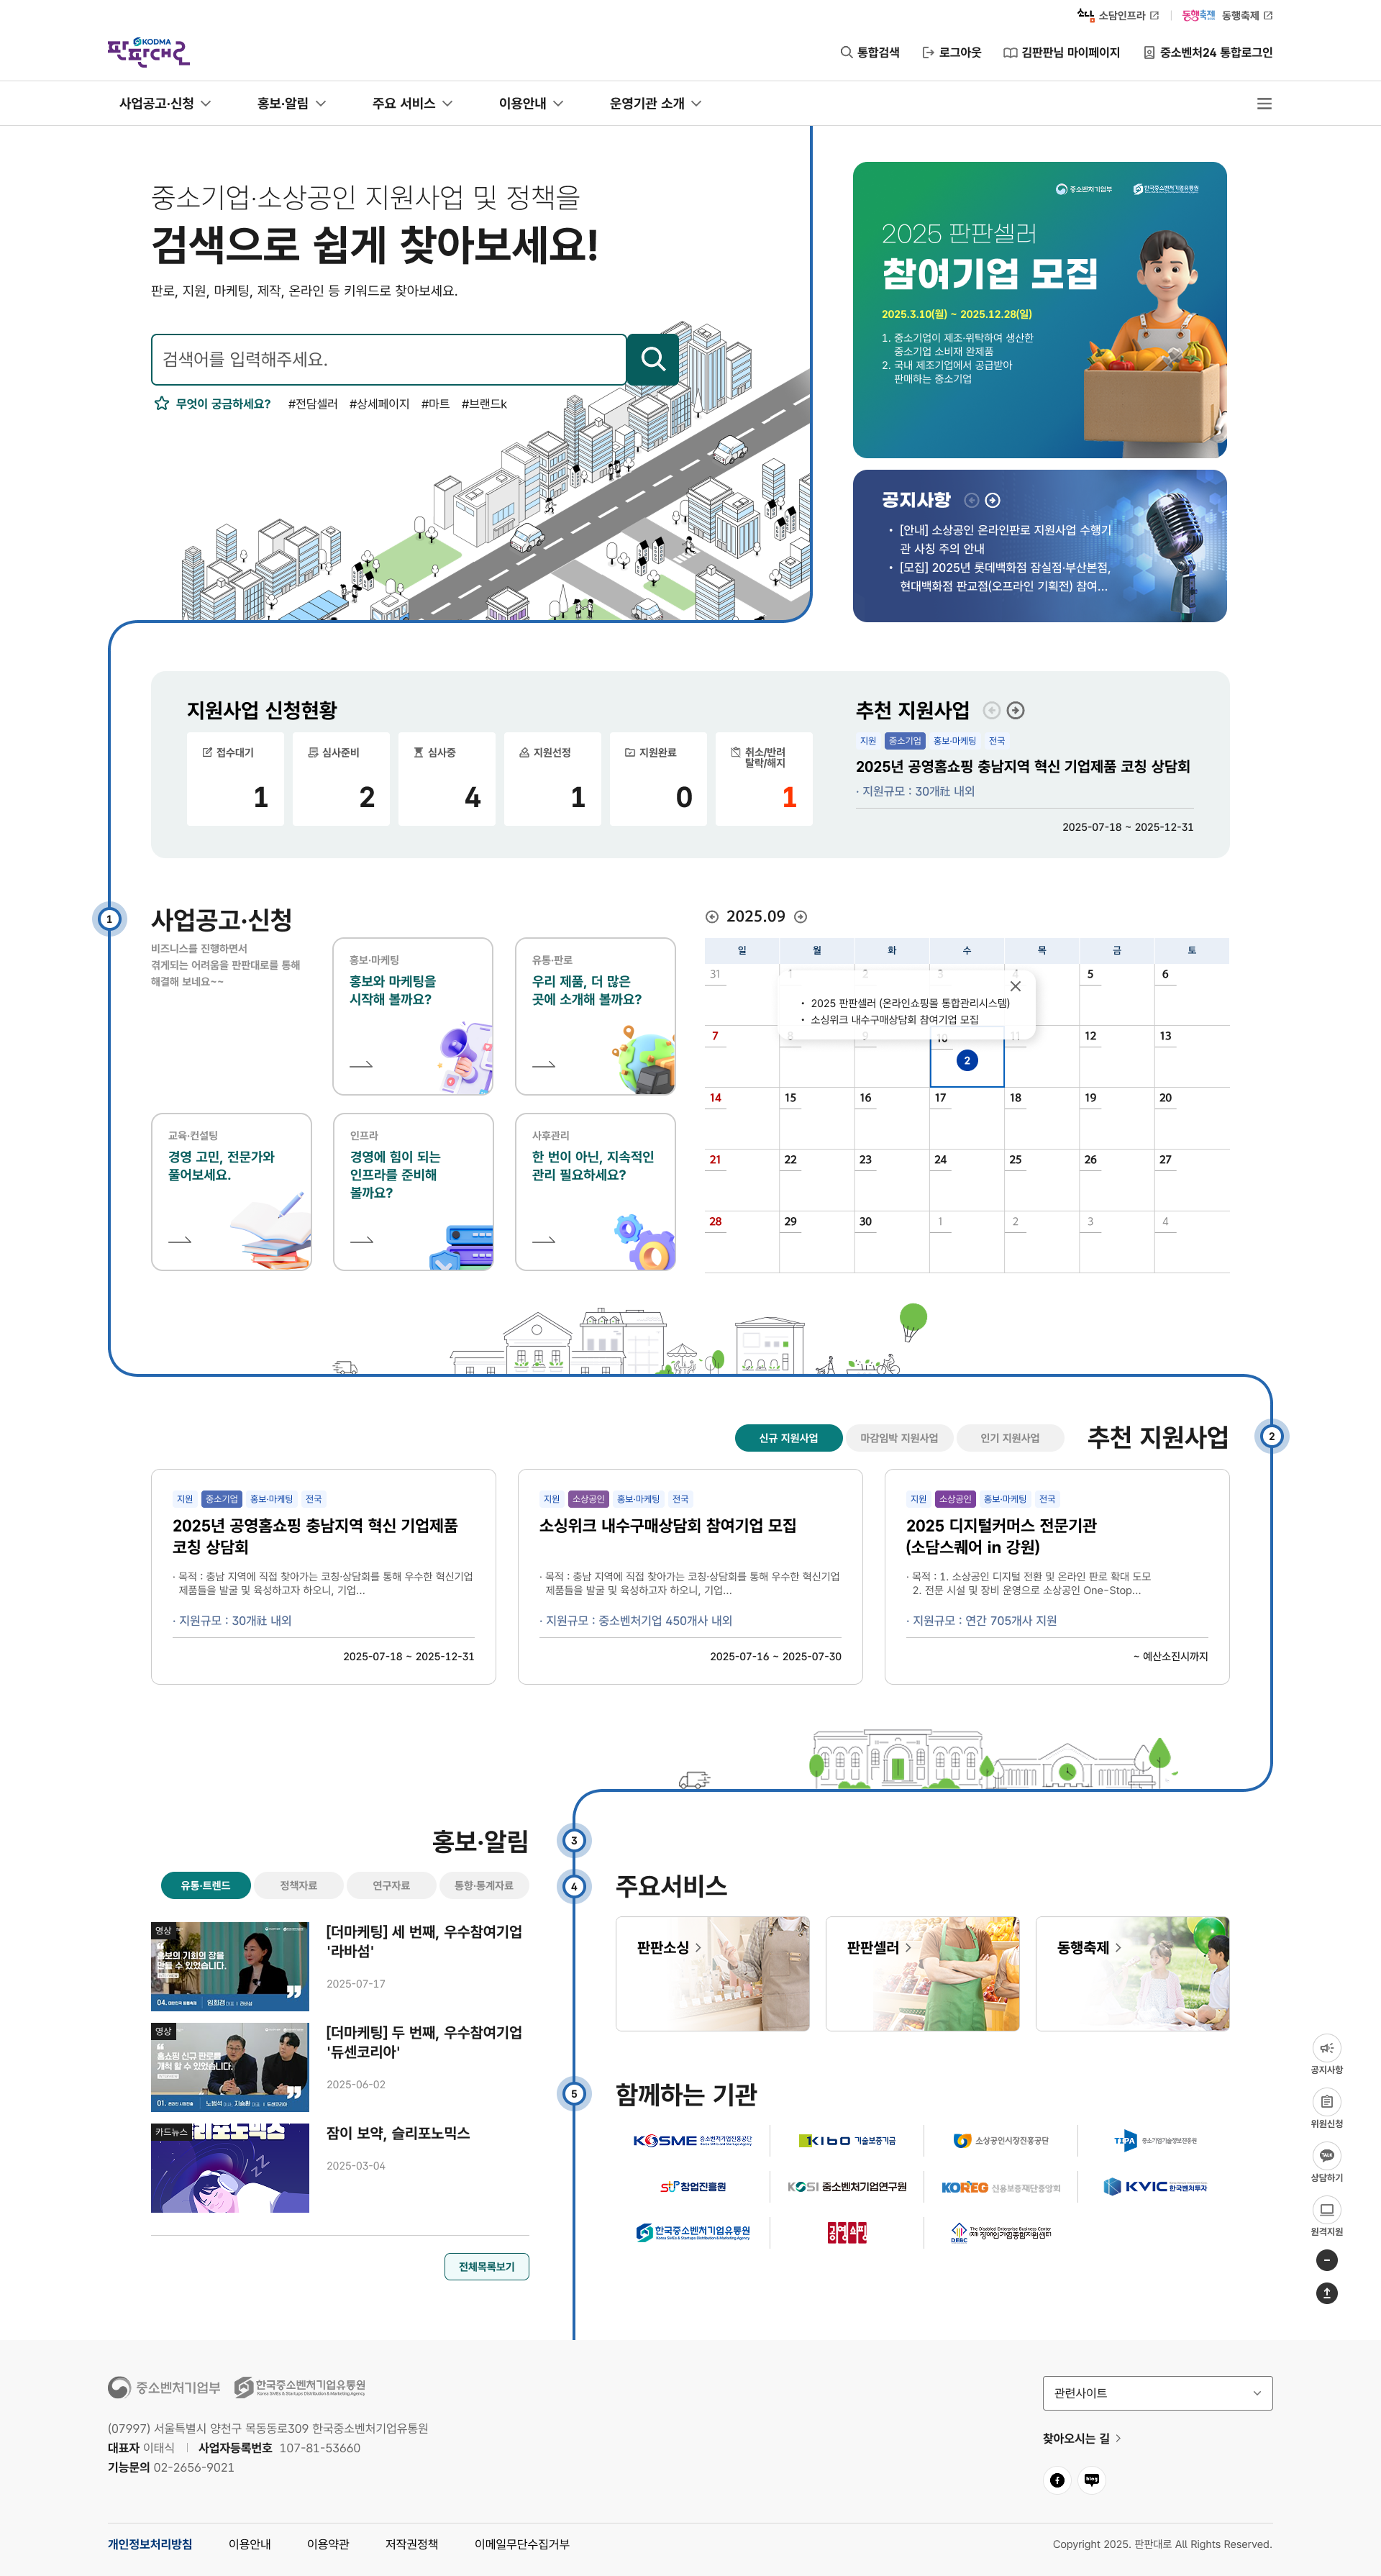 소담인프라
동행축제 동행축제
KODMA
판판대로
통합검색
로그아웃
김판판님 마이페이지
중소벤처24 통합로그인
사업공고·신청
홍보·알림
주요 서비스
이용안내
운영기관 소개
중소기업·소상공인 지원사업 및 정책을
검색으로 쉽게 찾아보세요!
판로, 지원, 마케팅, 제작, 온라인 등 키워드로 찾아보세요.
검색어를 입력해주세요.
무엇이 궁금하세요? #전담셀러 #상세페이지 #마트 #브랜드k
중소벤처기업부
한국중소벤처기업유통원
2025 판판셀러
참여기업 모집
2025.3.10(월) ~ 2025.12.28(일)
1. 중소기업이 제조·위탁하여 생산한
중소기업 소비재 완제품
2. 국내 제조기업에서 공급받아
판매하는 중소기업
공지사항
• [안내] 소상공인 온라인판로 지원사업 수행기
관 사칭 주의 안내
• [모집] 2025년 롯데백화점 잠실점·부산본점,
현대백화점 판교점(오프라인 기획전) 참여...
지원사업 신청현황
접수대기
1
심사준비
2
심사중
4
지원선정
1
지원완료
0
취소/반려
탈락/해지
1
추천 지원사업
지원 중소기업 홍보·마케팅 전국
2025년 공영홈쇼핑 충남지역 혁신 기업제품 코칭 상담회
· 지원규모 : 30개社 내외
2025-07-18 ~ 2025-12-31
1
사업공고·신청
비즈니스를 진행하면서
겪게되는 어려움을 판판대로를 통해
해결해 보네요~~
홍보·마케팅
홍보와 마케팅을
시작해 볼까요?
유통·판로
우리 제품, 더 많은
곳에 소개해 볼까요?
교육·컨설팅
경영 고민, 전문가와
풀어보세요.
인프라
경영에 힘이 되는
인프라를 준비해
볼까요?
사후관리
한 번이 아닌, 지속적인
관리 필요하세요?
2025.09
일 월 화 수 목 금 토
31 1 2 3 4 5 6
• 2025 판판셀러 (온라인쇼핑몰 통합관리시스템)
• 소싱위크 내수구매상담회 참여기업 모집
7 8 9 10 11 12 13
2
14 15 16 17 18 19 20
21 22 23 24 25 26 27
28 29 30 1 2 3 4
신규 지원사업
마감임박 지원사업
인기 지원사업
추천 지원사업
2
지원 중소기업 홍보·마케팅 전국
2025년 공영홈쇼핑 충남지역 혁신 기업제품
코칭 상담회
· 목적 : 충남 지역에 직접 찾아가는 코칭·상담회를 통해 우수한 혁신기업
제품들을 발굴 및 육성하고자 하오니, 기업...
· 지원규모 : 30개社 내외
2025-07-18 ~ 2025-12-31
지원 소상공인 홍보·마케팅 전국
소싱위크 내수구매상담회 참여기업 모집
· 목적 : 충남 지역에 직접 찾아가는 코칭·상담회를 통해 우수한 혁신기업
제품들을 발굴 및 육성하고자 하오니, 기업...
· 지원규모 : 중소벤처기업 450개사 내외
2025-07-16 ~ 2025-07-30
지원 소상공인 홍보·마케팅 전국
2025 디지털커머스 전문기관
(소담스퀘어 in 강원)
· 목적 : 1. 소상공인 디지털 전환 및 온라인 판로 확대 도모
2. 전문 시설 및 장비 운영으로 소상공인 One-Stop...
· 지원규모 : 연간 705개사 지원
~ 예산소진시까지
홍보·알림
3
유통·트렌드
정책자료
연구자료
통향·통계자료
영상
홍보의 기회의 장을
만들 수 있었습니다.
04. 임희경
[더마케팅] 세 번째, 우수참여기업
'라바섬'
2025-07-17
영상
홈쇼핑 신규 판로를
개척 할 수 있었습니다.
01. 노범석 지승환
[더마케팅] 두 번째, 우수참여기업
'듀센코리아'
2025-06-02
카드뉴스
잠이 보약, 슬리포노믹스
2025-03-04
전체목록보기
4
주요서비스
판판소싱
판판셀러
동행축제
5
함께하는 기관
KOSME 중소벤처기업진흥공단
KIBO 기술보증기금
소상공인시장진흥공단
TIPA 중소기업기술정보진흥원
창업진흥원
KOSI 중소벤처기업연구원
KOREG 신용보증재단중앙회
KVIC 한국벤처투자
한국중소벤처기업유통원
공영쇼핑
DEBC The Disabled Enterprise Business Center
(재)장애인기업종합지원센터
공지사항
위원신청
TALK
상담하기
원격지원
중소벤처기업부
한국중소벤처기업유통원
Korea SMEs & Startups Distribution & Marketing Agency
(07997) 서울특별시 양천구 목동동로309 한국중소벤처기업유통원
대표자 이태식 사업자등록번호 107-81-53660
기능문의 02-2656-9021
관련사이트
찾아오시는 길
blog
개인정보처리방침
이용안내
이용약관
저작권정책
이메일무단수집거부
Copyright 2025. 판판대로 All Rights Reserved.